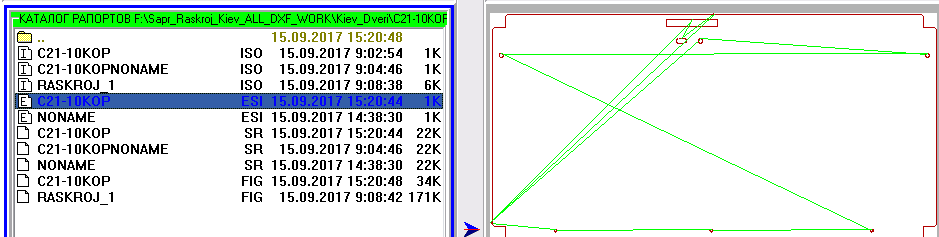 КАТАЛОГ РАПОРТОВ F:\Sapr_Raskroj_Kiev_ALL_DXF_WORK\Kiev_Dveri\C21-10KOP
.. 15.09.2017 15:20:48
I C21-10KOP ISO 15.09.2017 9:02:54 1K
I C21-10KOPNONAME ISO 15.09.2017 9:04:46 1K
I RASKROJ_1 ISO 15.09.2017 9:08:38 6K
E C21-10KOP ESI 15.09.2017 15:20:44 1K
E NONAME ESI 15.09.2017 14:38:30 1K
C21-10KOP SR 15.09.2017 15:20:44 22K
C21-10KOPNONAME SR 15.09.2017 9:04:46 22K
NONAME SR 15.09.2017 14:38:30 22K
C21-10KOP FIG 15.09.2017 15:20:48 34K
RASKROJ_1 FIG 15.09.2017 9:08:42 171K